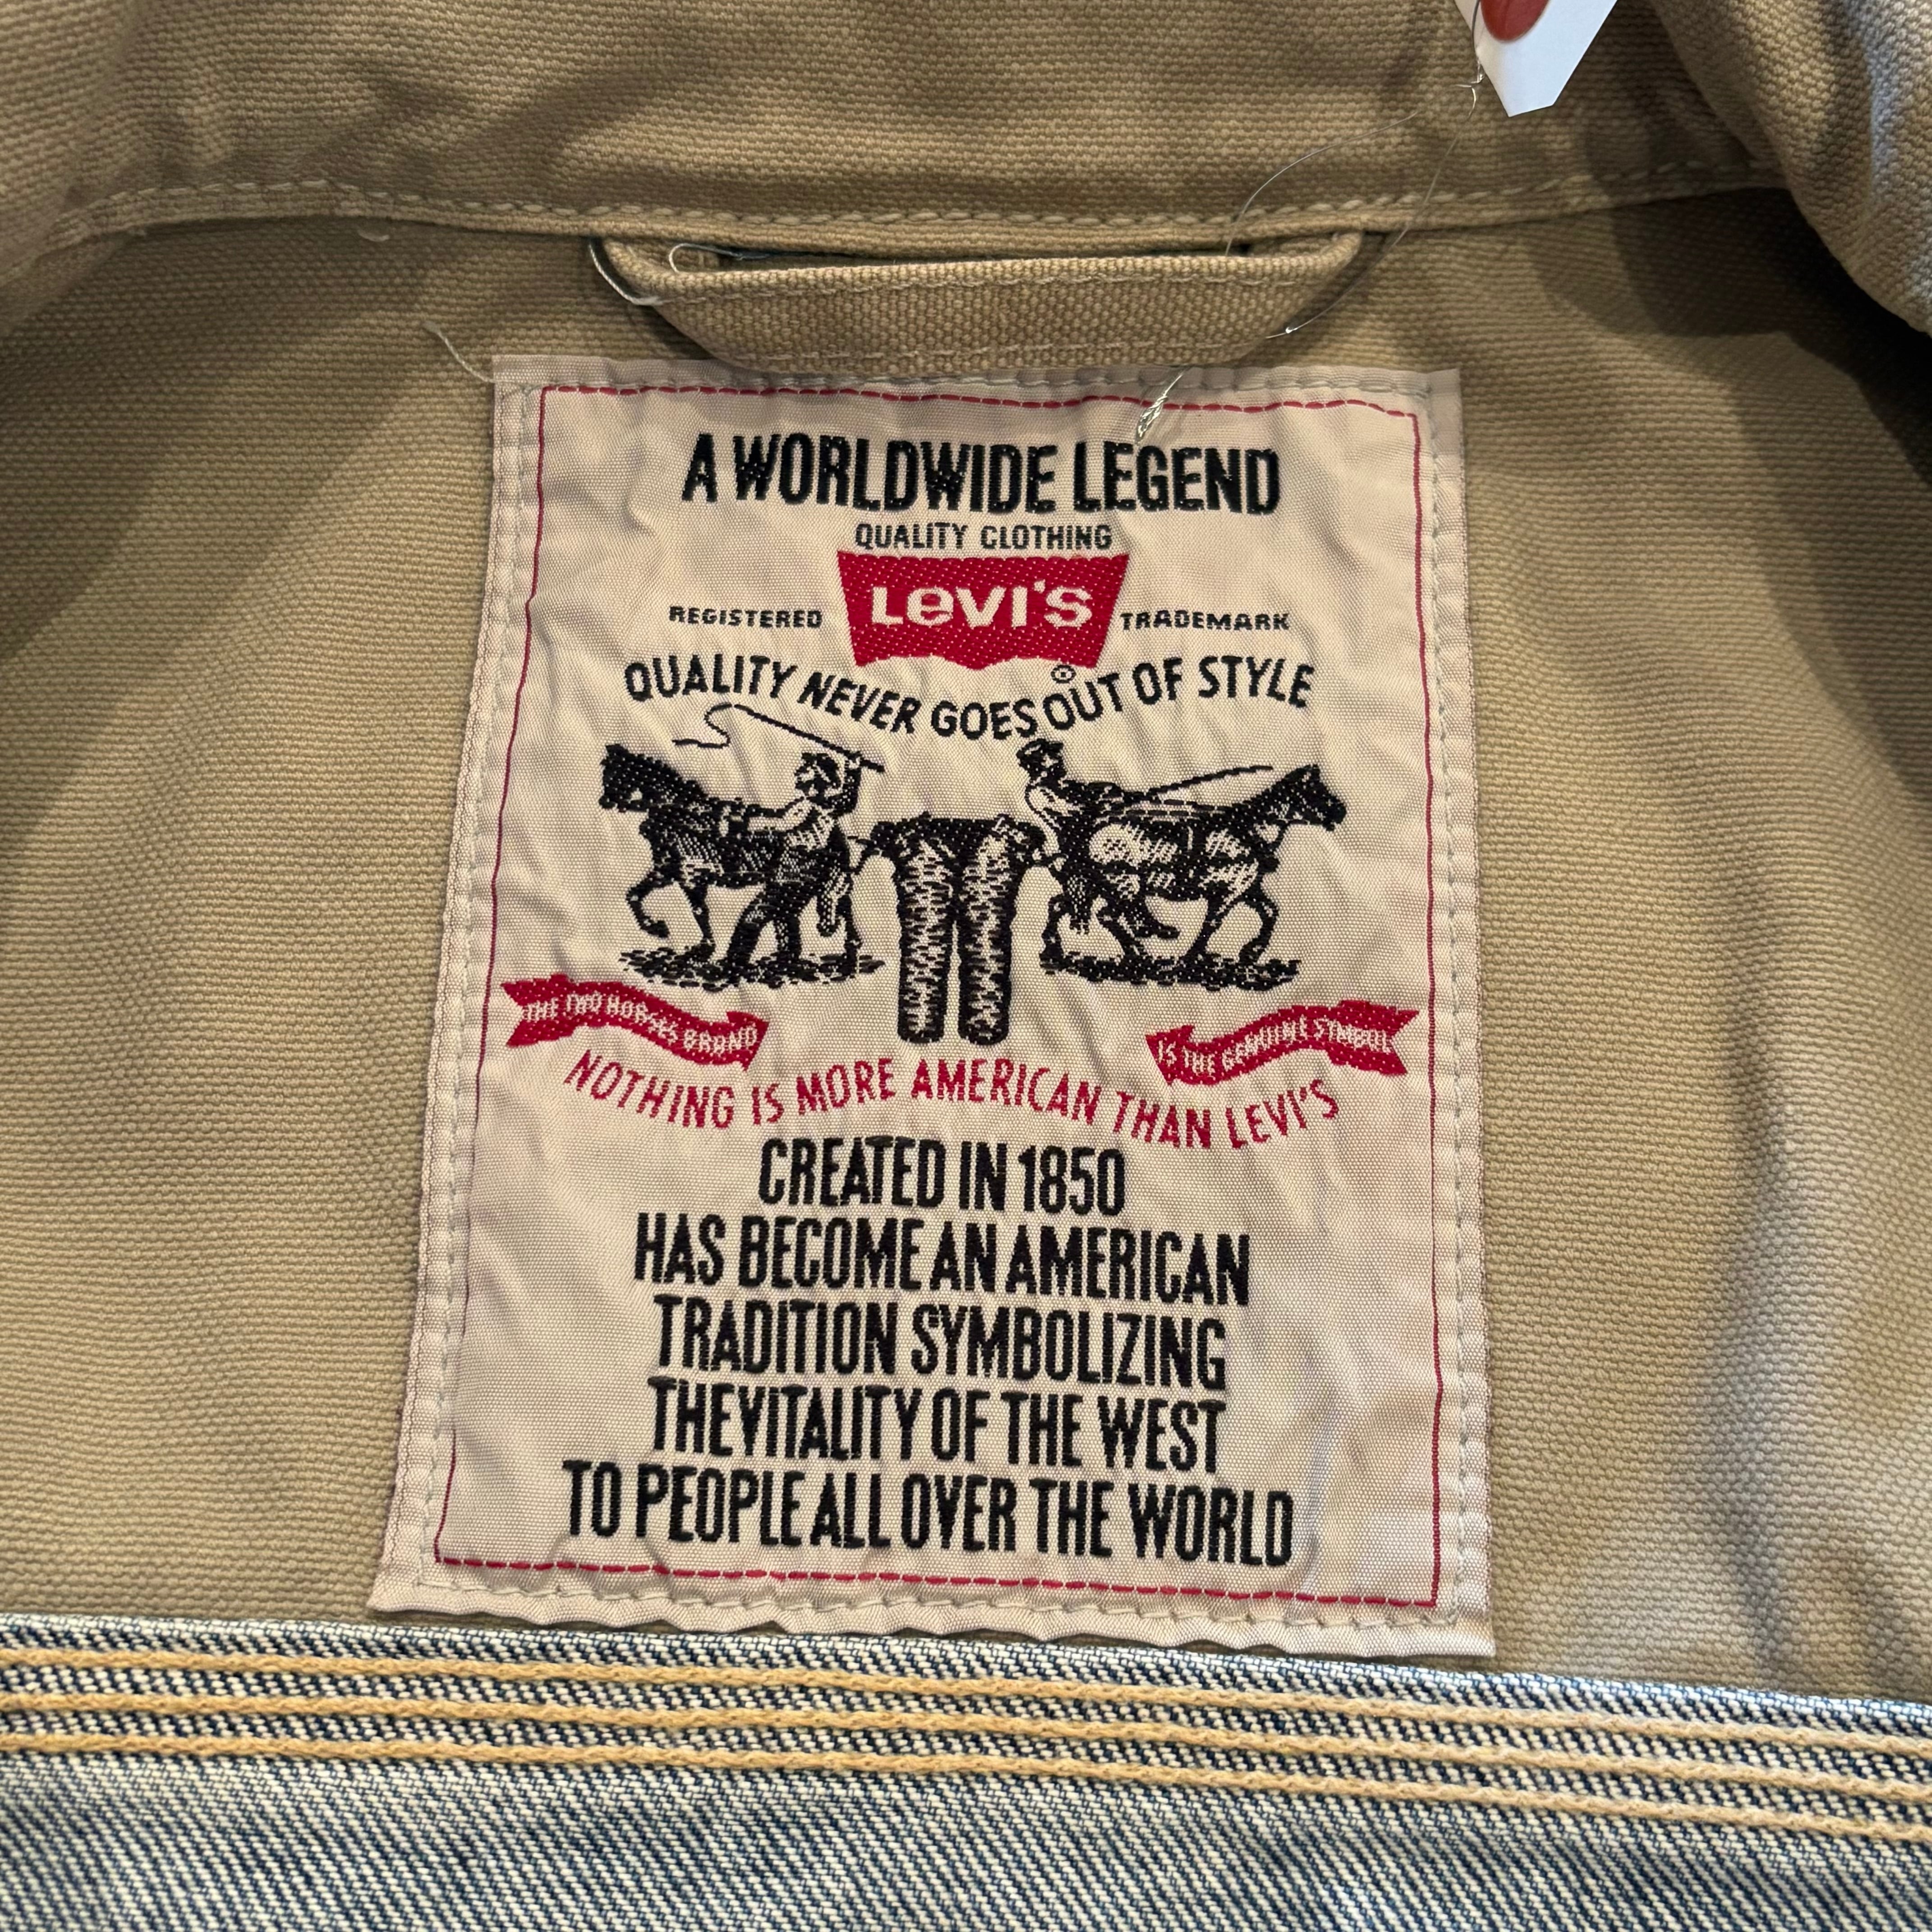 A WORLDWIDE LEGEND
QUALITY CLOTHING
LEVI'S
REGISTERED TRADEMARK
®
QUALITY NEVER GOES OUT OF STYLE
THE TWO HORSES BRAND
IS THE GENUINE SYMBOL
NOTHING IS MORE AMERICAN THAN LEVI'S
CREATED IN 1850
HAS BECOME AN AMERICAN
TRADITION SYMBOLIZING
THE VITALITY OF THE WEST
TO PEOPLE ALL OVER THE WORLD